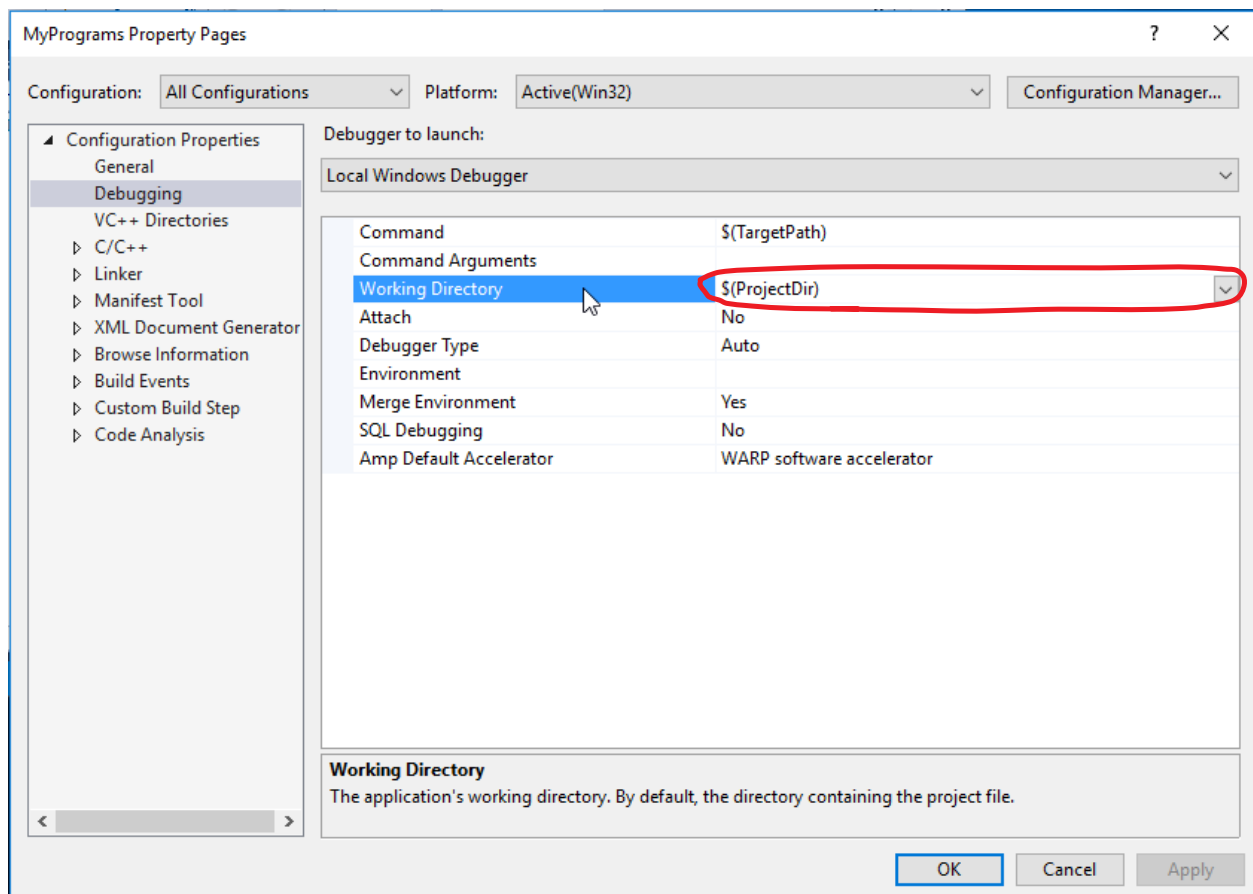 MyPrograms Property Pages
?
Configuration: All Configurations Platform: Active(Win32) Configuration Manager...
Configuration Properties
General
Debugging
VC++ Directories
C/C++
Linker
Manifest Tool
XML Document Generator
Browse Information
Build Events
Custom Build Step
Code Analysis
Debugger to launch:
Local Windows Debugger
Command $(TargetPath)
Command Arguments
Working Directory $(ProjectDir)
Attach No
Debugger Type Auto
Environment
Merge Environment Yes
SQL Debugging No
Amp Default Accelerator WARP software accelerator
Working Directory
The application's working directory. By default, the directory containing the project file.
OK Cancel Apply